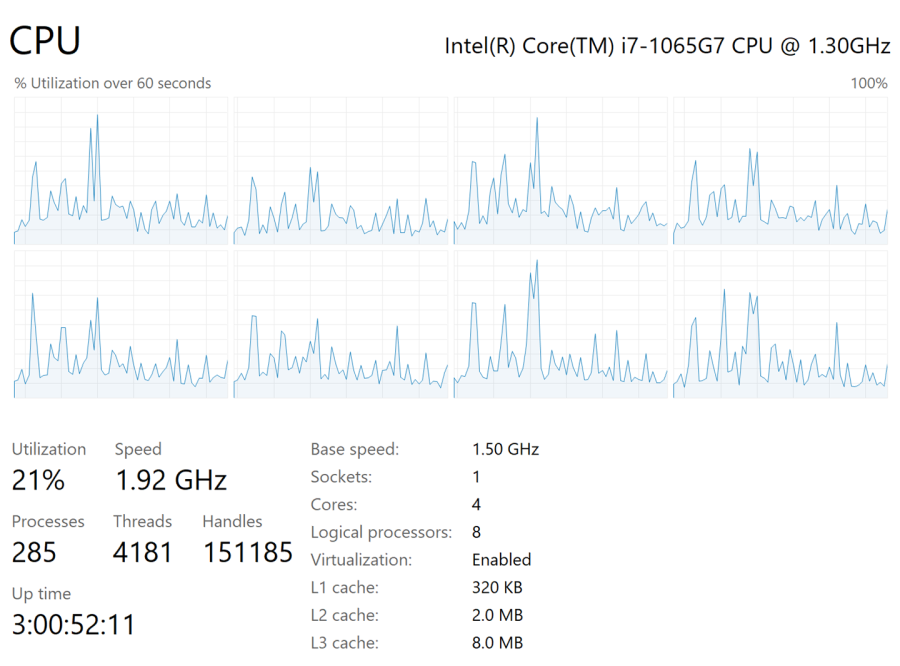 CPU
Intel(R) Core(TM) i7-1065G7 CPU @ 1.30GHz
% Utilization over 60 seconds
100%
Utilization
Speed
21%
1.92 GHz
Processes
Threads
Handles
285
4181
151185
Up time
3:00:52:11
Base speed: 1.50 GHz
Sockets: 1
Cores: 4
Logical processors: 8
Virtualization: Enabled
L1 cache: 320 KB
L2 cache: 2.0 MB
L3 cache: 8.0 MB